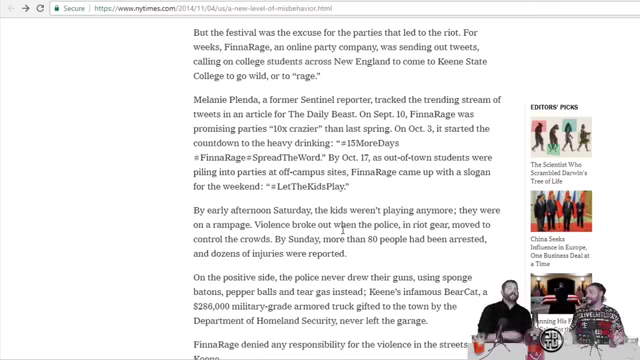 Secure https://www.nytimes.com/2014/11/04/us/a-new-level-of-misbehavior.html
But the festival was the excuse for the parties that led to the riot. For
weeks, FinnaRage, an online party company, was sending out tweets,
calling on college students across New England to come to Keene State
College to go wild, or to “rage.”
Melanie Plenda, a former Sentinel reporter, tracked the trending stream of
tweets in an article for The Daily Beast. On Sept. 10, FinnaRage was
promising parties “10x crazier” than last spring. On Oct. 3, it started the
countdown to the heavy drinking: “#15MoreDays
#FinnaRage#SpreadTheWord.” By Oct. 17, as out-of-town students were
piling into parties at off-campus sites, FinnaRage came up with a slogan
for the weekend: “#LetTheKidsPlay.”
By early afternoon Saturday, the kids weren’t playing anymore; they were
on a rampage. Violence broke out when the police, in riot gear, moved to
control the crowds. By Sunday, more than 80 people had been arrested,
and dozens of injuries were reported.
On the positive side, the police never drew their guns, using sponge
batons, pepper balls and tear gas instead; Keene’s infamous BearCat, a
$286,000 military-grade armored truck gifted to the town by the
Department of Homeland Security, never left the garage.
FinnaRage denied any responsibility for the violence in the streets
Keene.
EDITORS’ PICKS
The Scientist Who
Scrambled Darwin’s
Tree of Life
China Seeks
Influence in Europe,
One Business Deal at
a Time
Planning His